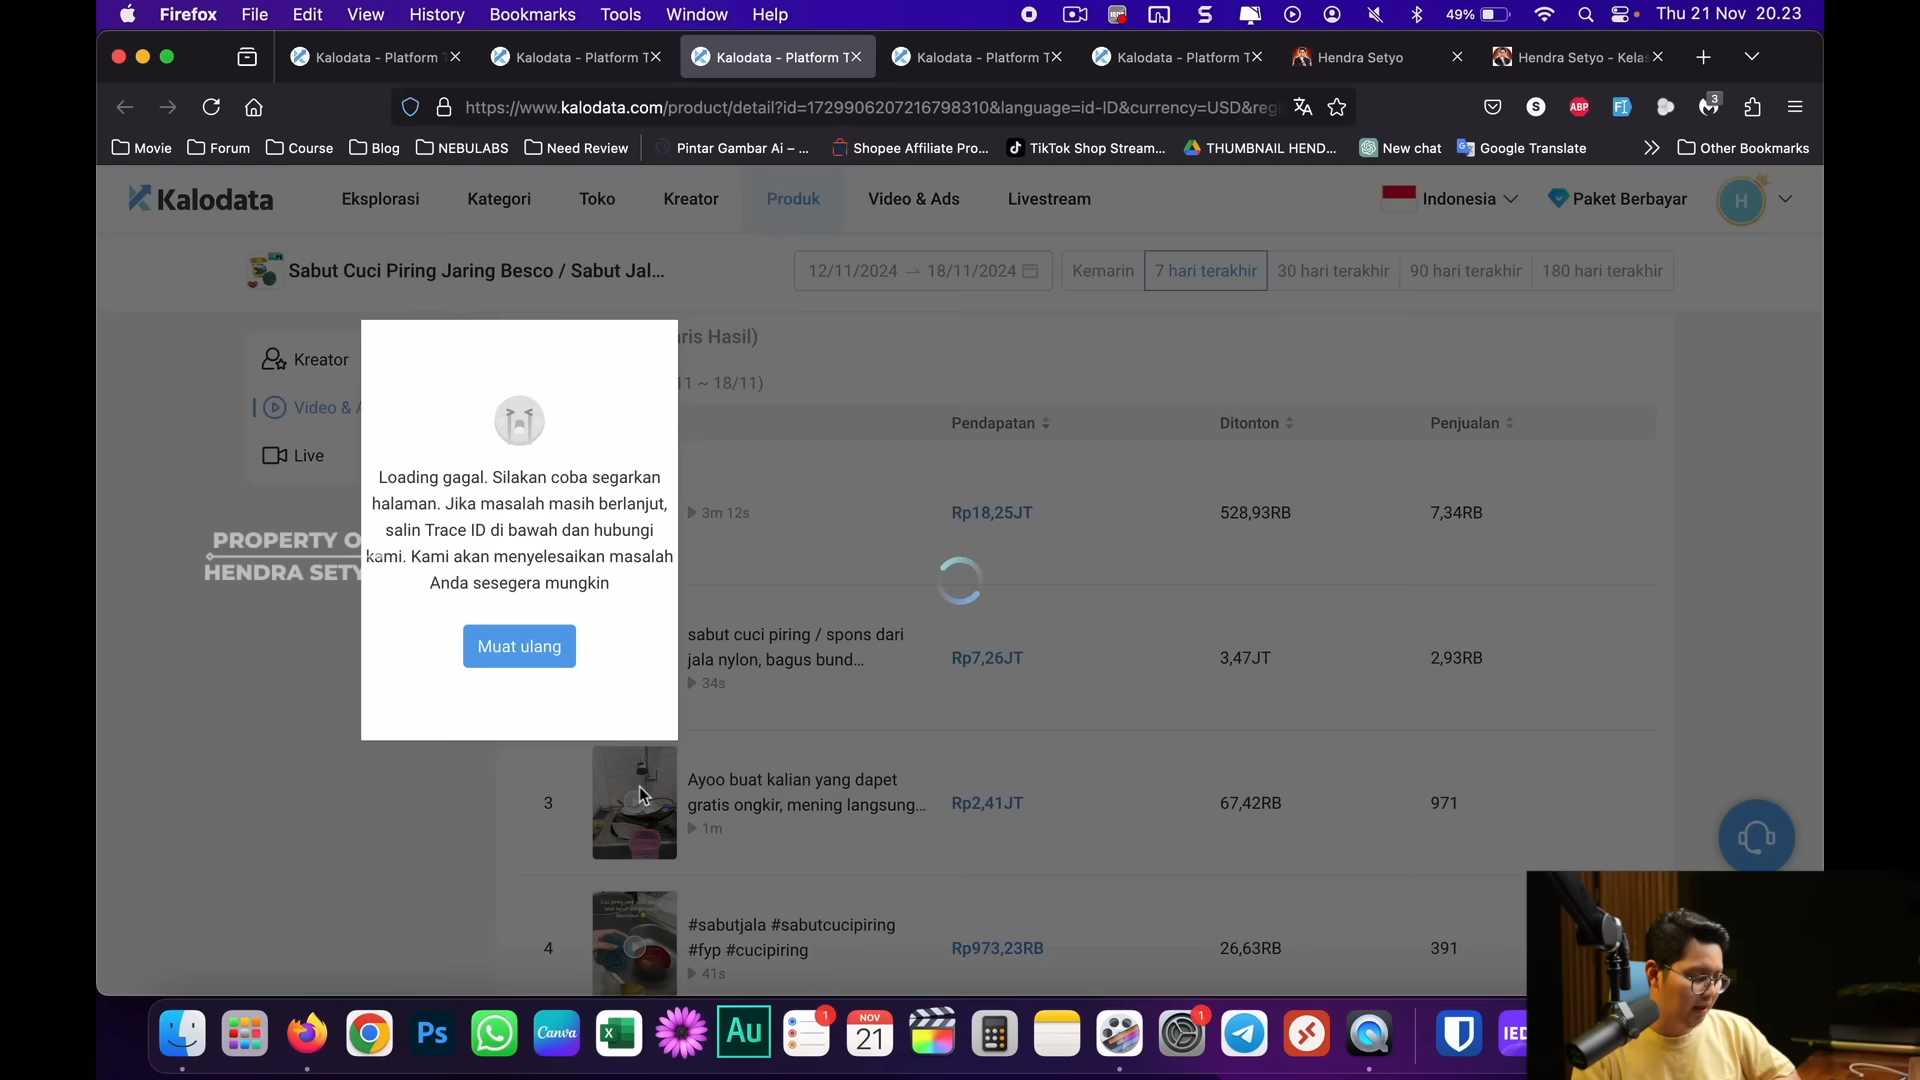 Firefox File Edit View History Bookmarks Tools Window Help 49% Thu 21 Nov 20.23
Kalodata - Platform T Kalodata - Platform T Kalodata - Platform T Kalodata - Platform T Kalodata - Platform T Hendra Setyo Hendra Setyo - Kelas
https://www.kalodata.com/product/detail?id=1729906207216798310&language=id-ID&currency=USD&regi S ABP 3
Movie Forum Course Blog NEBULABS Need Review Pintar Gambar Ai – ... Shopee Affiliate Pro... TikTok Shop Stream... THUMBNAIL HEND... New chat Google Translate Other Bookmarks
Kalodata Eksplorasi Kategori Toko Kreator Produk Video & Ads Livestream Indonesia Paket Berbayar H
Sabut Cuci Piring Jaring Besco / Sabut Jal... 12/11/2024 → 18/11/2024 Kemarin 7 hari terakhir 30 hari terakhir 90 hari terakhir 180 hari terakhir
ris Hasil)
Kreator
11 ~ 18/11)
Video & A
Pendapatan Ditonton Penjualan
Live
Loading gagal. Silakan coba segarkan
halaman. Jika masalah masih berlanjut,
salin Trace ID di bawah dan hubungi
kami. Kami akan menyelesaikan masalah
Anda sesegera mungkin
Muat ulang
PROPERTY O
HENDRA SETY
3m 12s Rp18,25JT 528,93RB 7,34RB
sabut cuci piring / spons dari
jala nylon, bagus bund...
34s
Rp7,26JT 3,47JT 2,93RB
3 Ayoo buat kalian yang dapet
gratis ongkir, mening langsung...
1m
Rp2,41JT 67,42RB 971
4 #sabutjala #sabutcucipiring
#fyp #cucipiring
41s
Rp973,23RB 26,63RB 391
Ps Canva X Au 1 NOV 21 1 IED